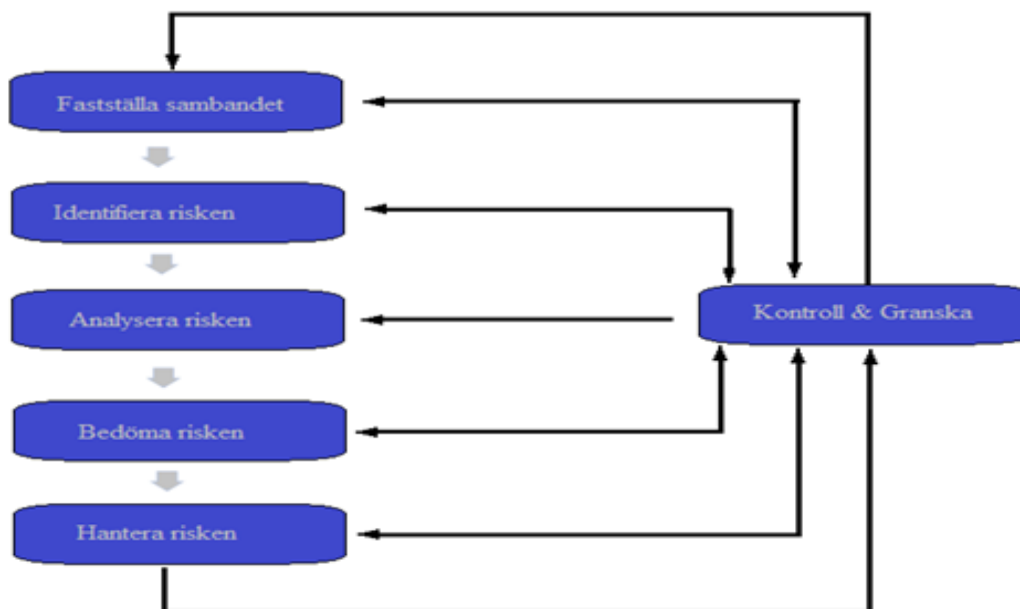 Fastställa sambandet
Identifiera risken
Analysera risken
Kontroll & Granska
Bedöma risken
Hantera risken